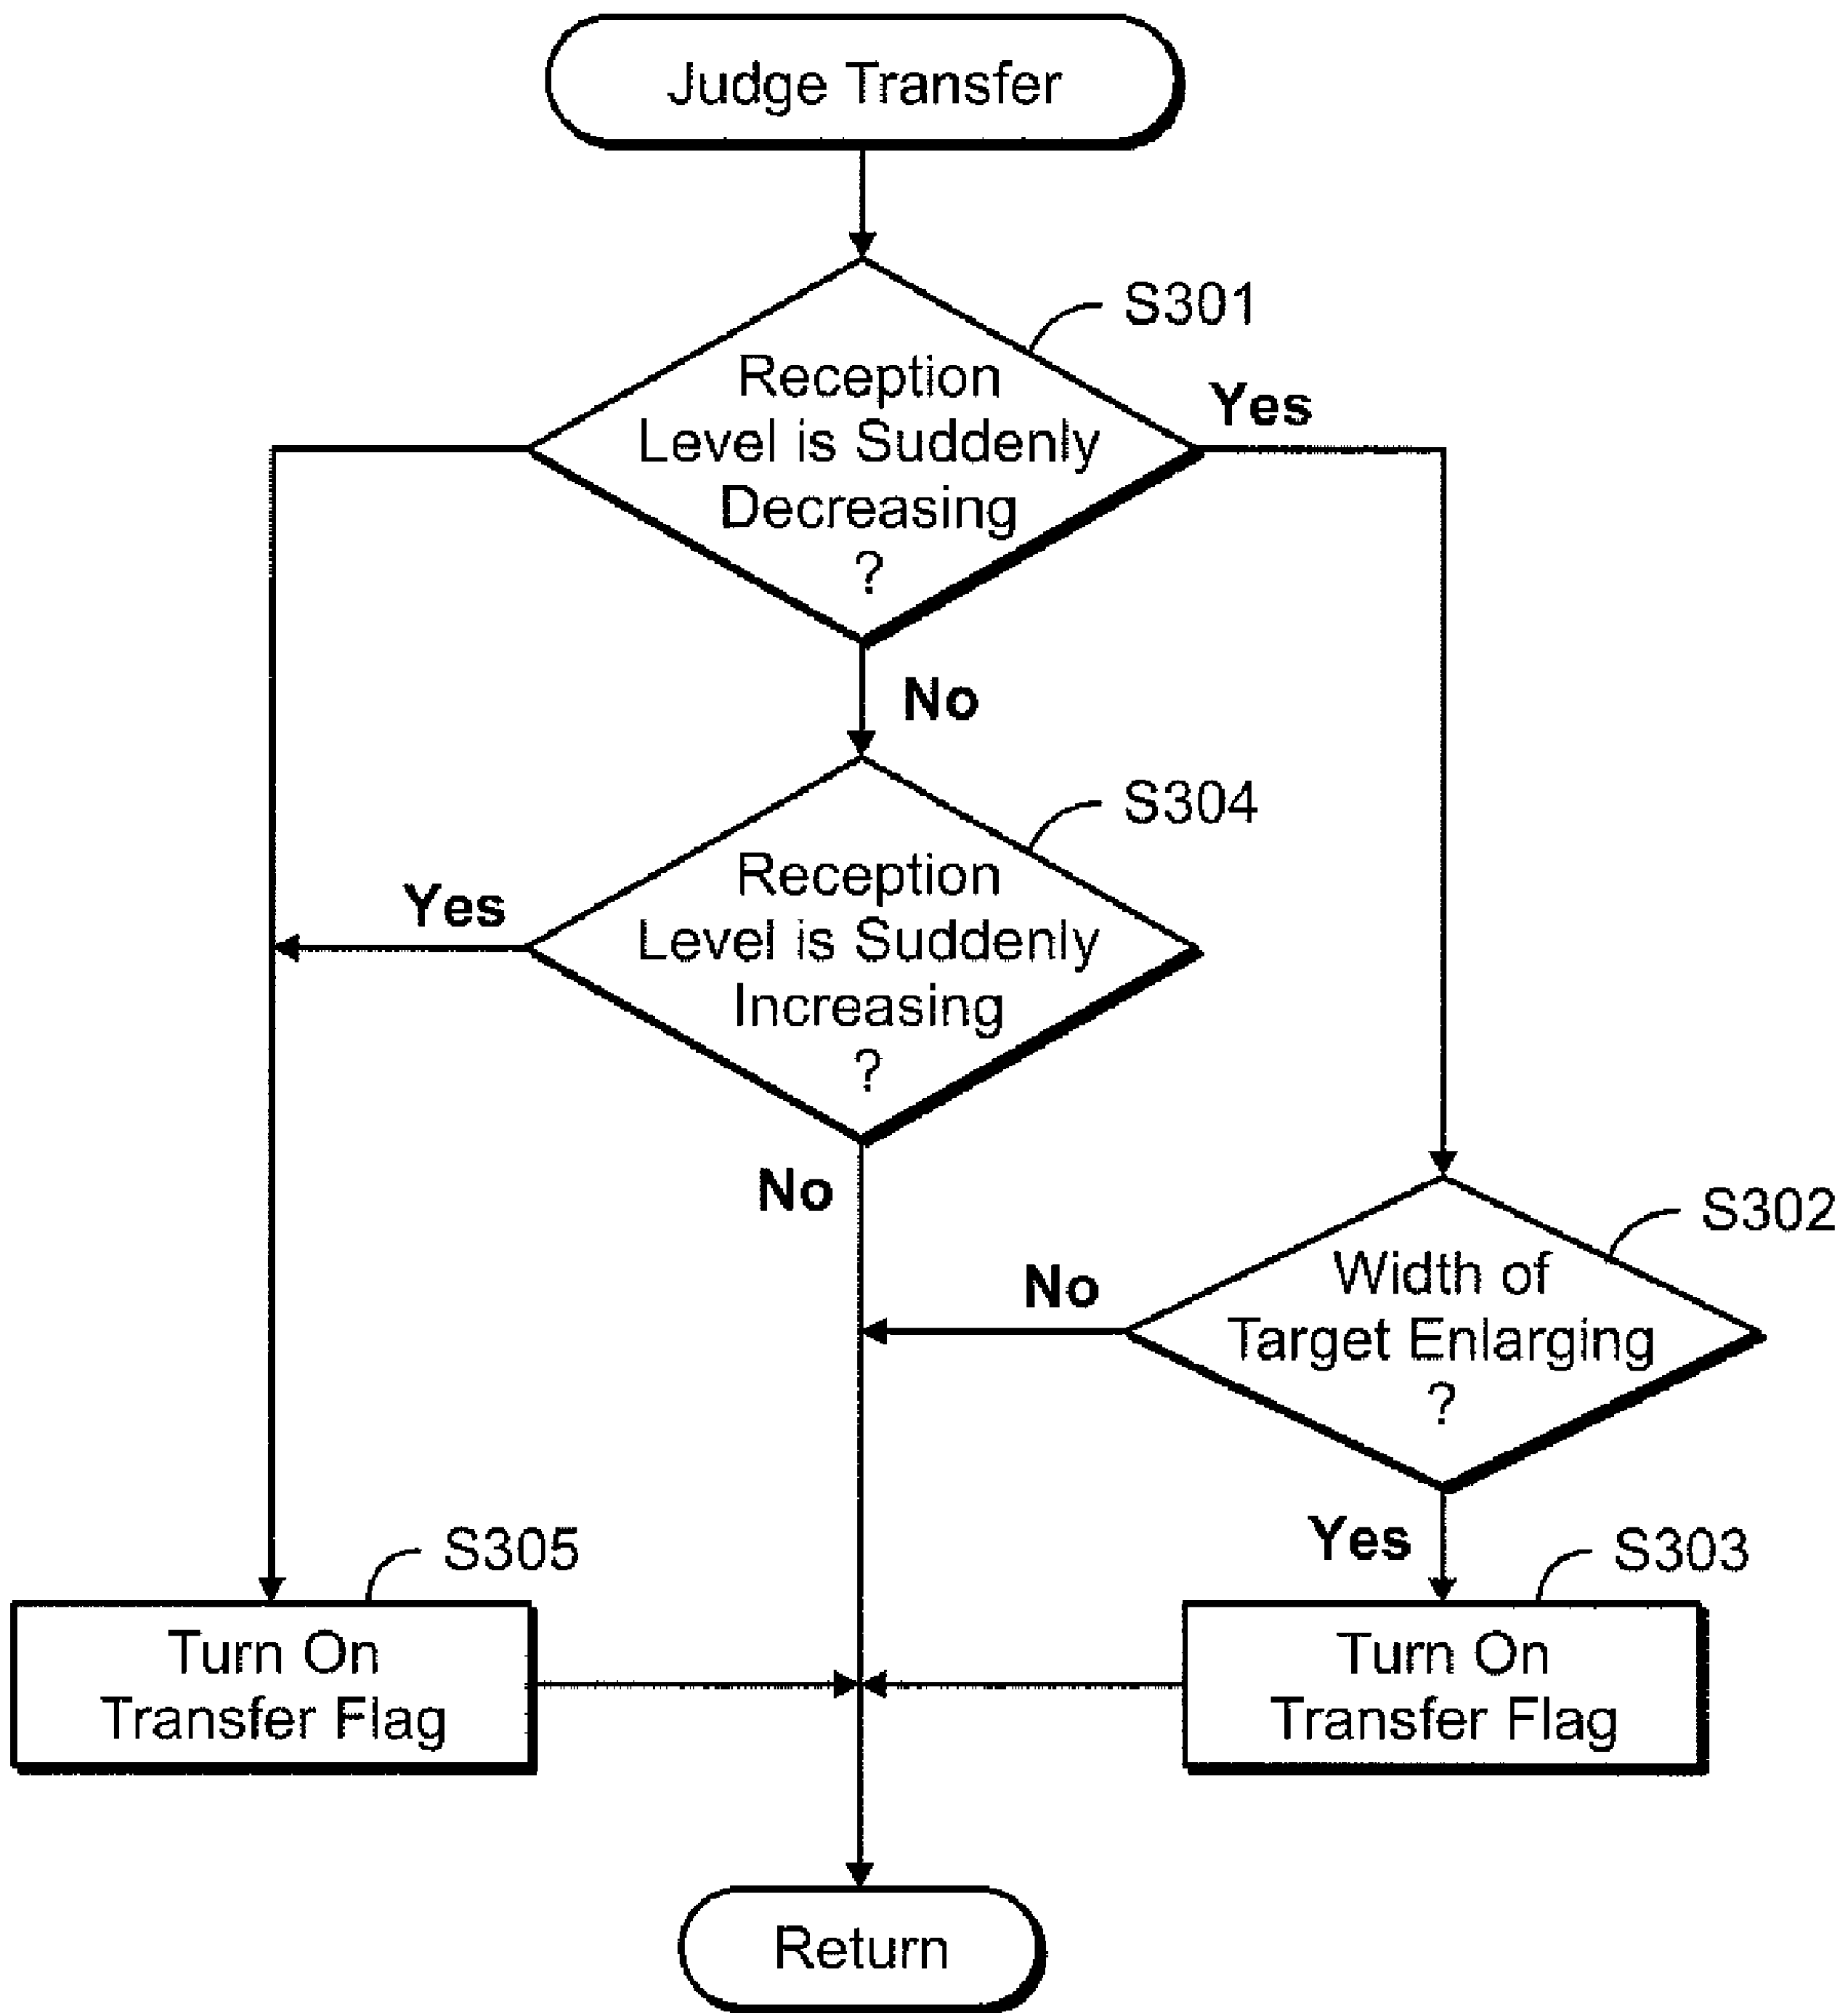 Judge Transfer
S301
Reception
Level is Suddenly
Decreasing
?
Yes
No
S304
Reception
Level is Suddenly
Increasing
?
Yes
No
S302
Width of
Target Enlarging
?
No
Yes
S305
Turn On
Transfer Flag
S303
Turn On
Transfer Flag
Return